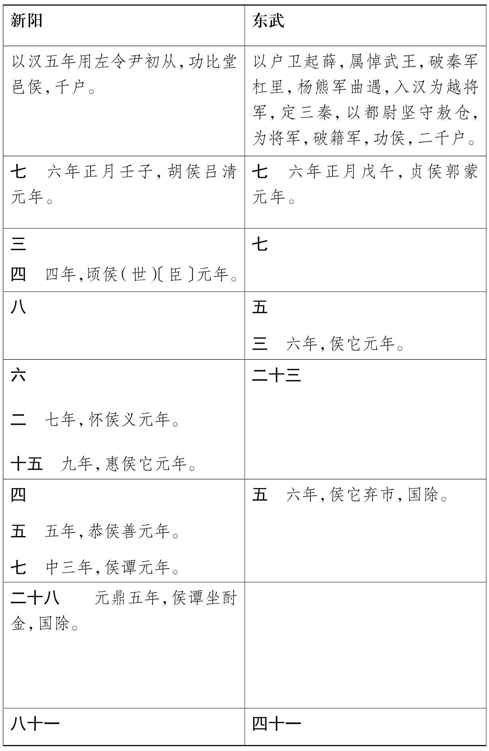 新阳
东武
以汉五年用左令尹初从，功比堂
邑侯，千户。
以户卫起薛，属悼武王，破秦军
杠里，杨熊军曲遇，入汉为越将
军，定三秦，以都尉坚守敖仓，
为将军，破籍军，功侯，二千户。
七　六年正月壬子，胡侯吕清
元年。
七　六年正月戊午，贞侯郭蒙
元年。
三
四　四年，顷侯(世)〔臣〕元年。
七
八
五
三　六年，侯它元年。
六
二　七年，怀侯义元年。
十五　九年，惠侯它元年。
二十三
四
五　五年，恭侯善元年。
七　中三年，侯谭元年。
五　六年，侯它弃市，国除。
二十八　　元鼎五年，侯谭坐酎
金，国除。
八十一
四十一